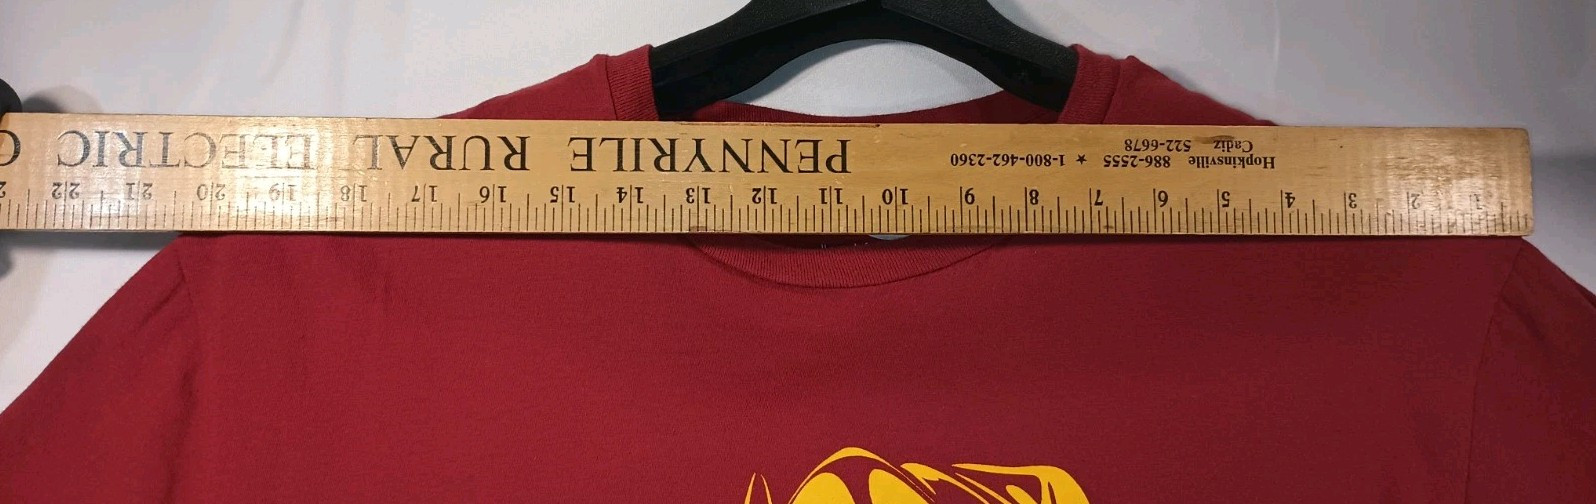 1 2 3 4 5 6 7 8 9 10 11 12 13 14 15 16 17 18 19 20 21 22
Hopkinsville 886-2555 ★ 1-800-462-2360
Cadiz 522-6678
PENNYRILE RURAL ELECTRIC